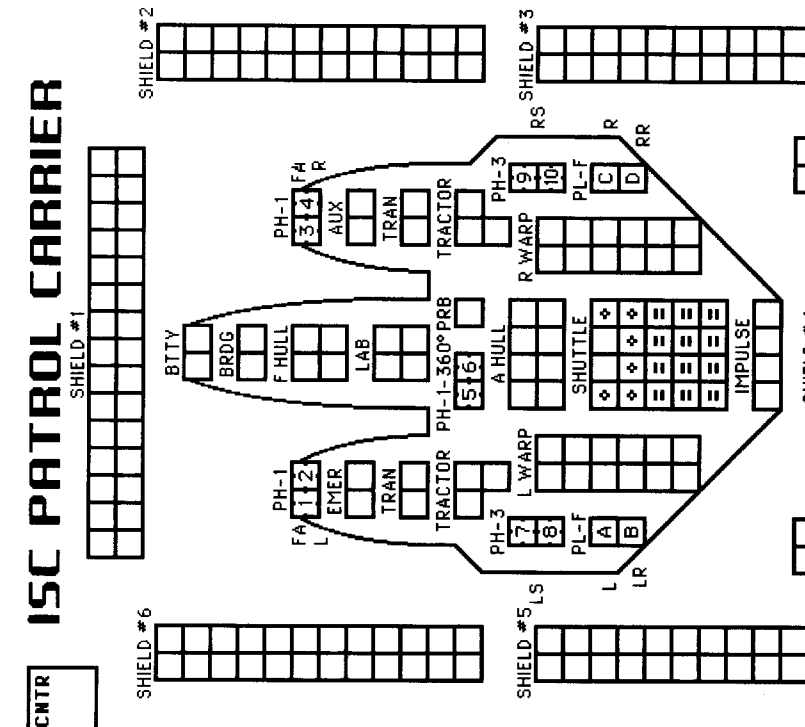 CNTR
ISC PATROL CARRIER
SHIELD #1
SHIELD #6
SHIELD #2
BTTY
BRDG
F HULL
LAB
PH-1-360°
5 6
PRB
A HULL
SHUTTLE
IMPULSE
PH-1
1 2
FA
L
EMER
TRAN
TRACTOR
L WARP
PH-3
7
8
LS
PL-F
A
B
L
LR
PH-1
3 4
FA
R
AUX
TRAN
TRACTOR
R WARP
PH-3
9
10
RS
PL-F
C
D
R
RR
SHIELD #5
SHIELD #3